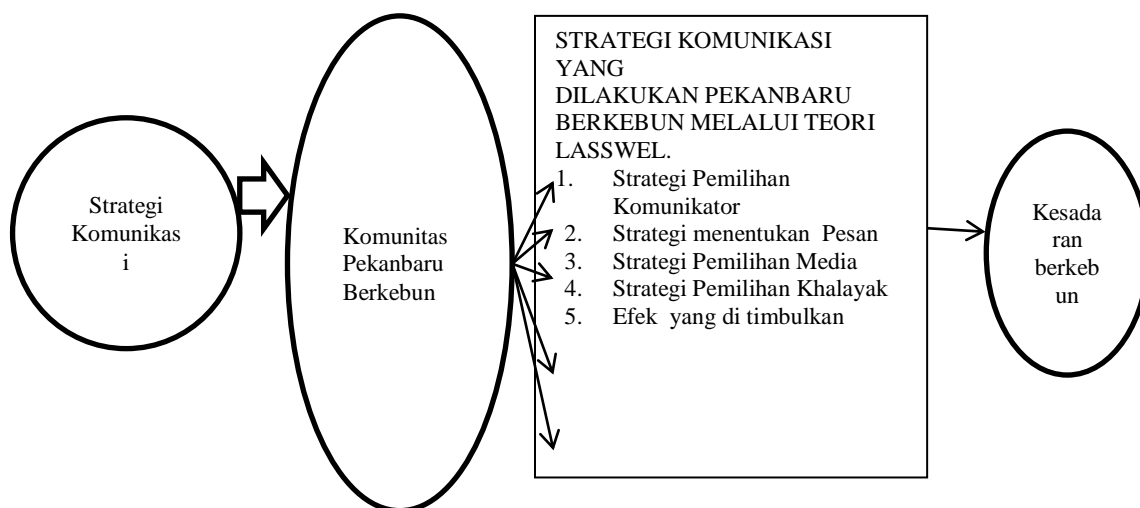 Strategi
Komunikas
i
Komunitas
Pekanbaru
Berkebun
STRATEGI KOMUNIKASI
YANG
DILAKUKAN PEKANBARU
BERKEBUN MELALUI TEORI
LASSWEL.
1. Strategi Pemilihan
Komunikator
2. Strategi menentukan Pesan
3. Strategi Pemilihan Media
4. Strategi Pemilihan Khalayak
5. Efek yang di timbulkan
Kesada
ran
berkeb
un